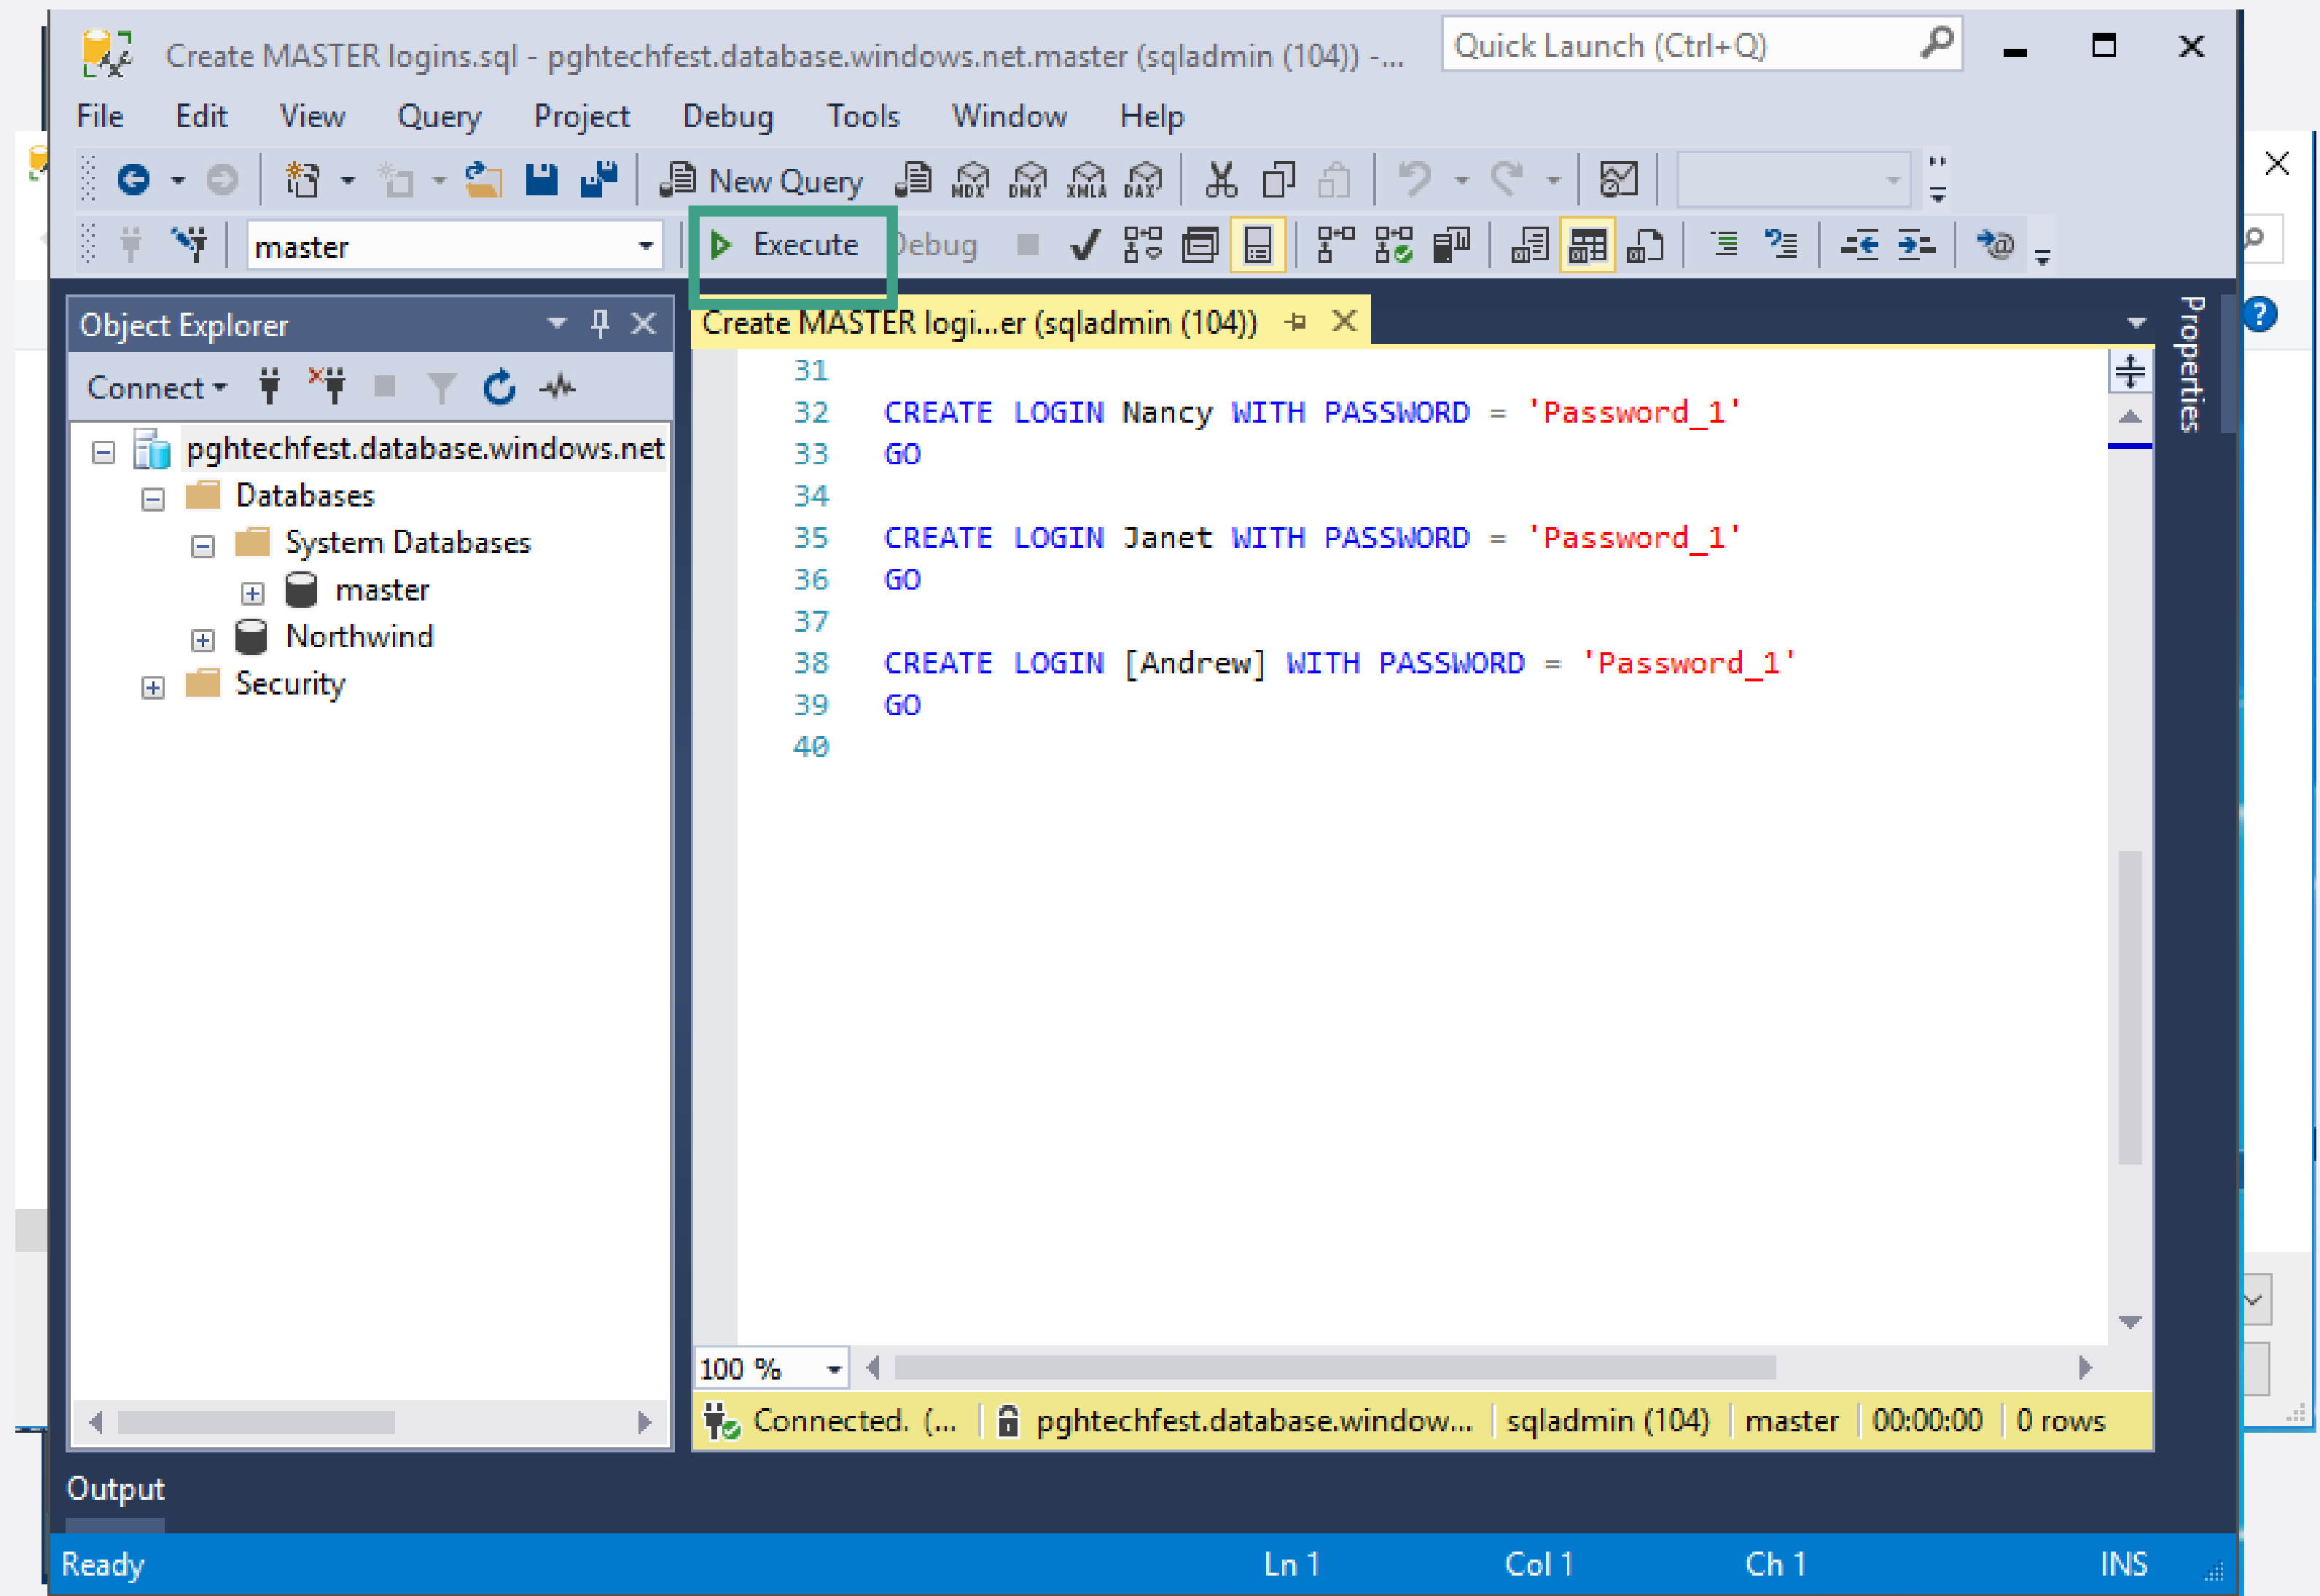 Create MASTER logins.sql - pghtechfest.database.windows.net.master (sqladmin (104)) -...
Quick Launch (Ctrl+Q)
File Edit View Query Project Debug Tools Window Help
New Query MDX DMX XMLA DAX
master Execute Debug
Object Explorer
Connect
pghtechfest.database.windows.net
Databases
System Databases
master
Northwind
Security
Create MASTER logi...er (sqladmin (104))
Properties
31
32 CREATE LOGIN Nancy WITH PASSWORD = 'Password_1'
33 GO
34
35 CREATE LOGIN Janet WITH PASSWORD = 'Password_1'
36 GO
37
38 CREATE LOGIN [Andrew] WITH PASSWORD = 'Password_1'
39 GO
40
100 %
Connected. (... pghtechfest.database.window... sqladmin (104) master 00:00:00 0 rows
Output
Ready Ln 1 Col 1 Ch 1 INS